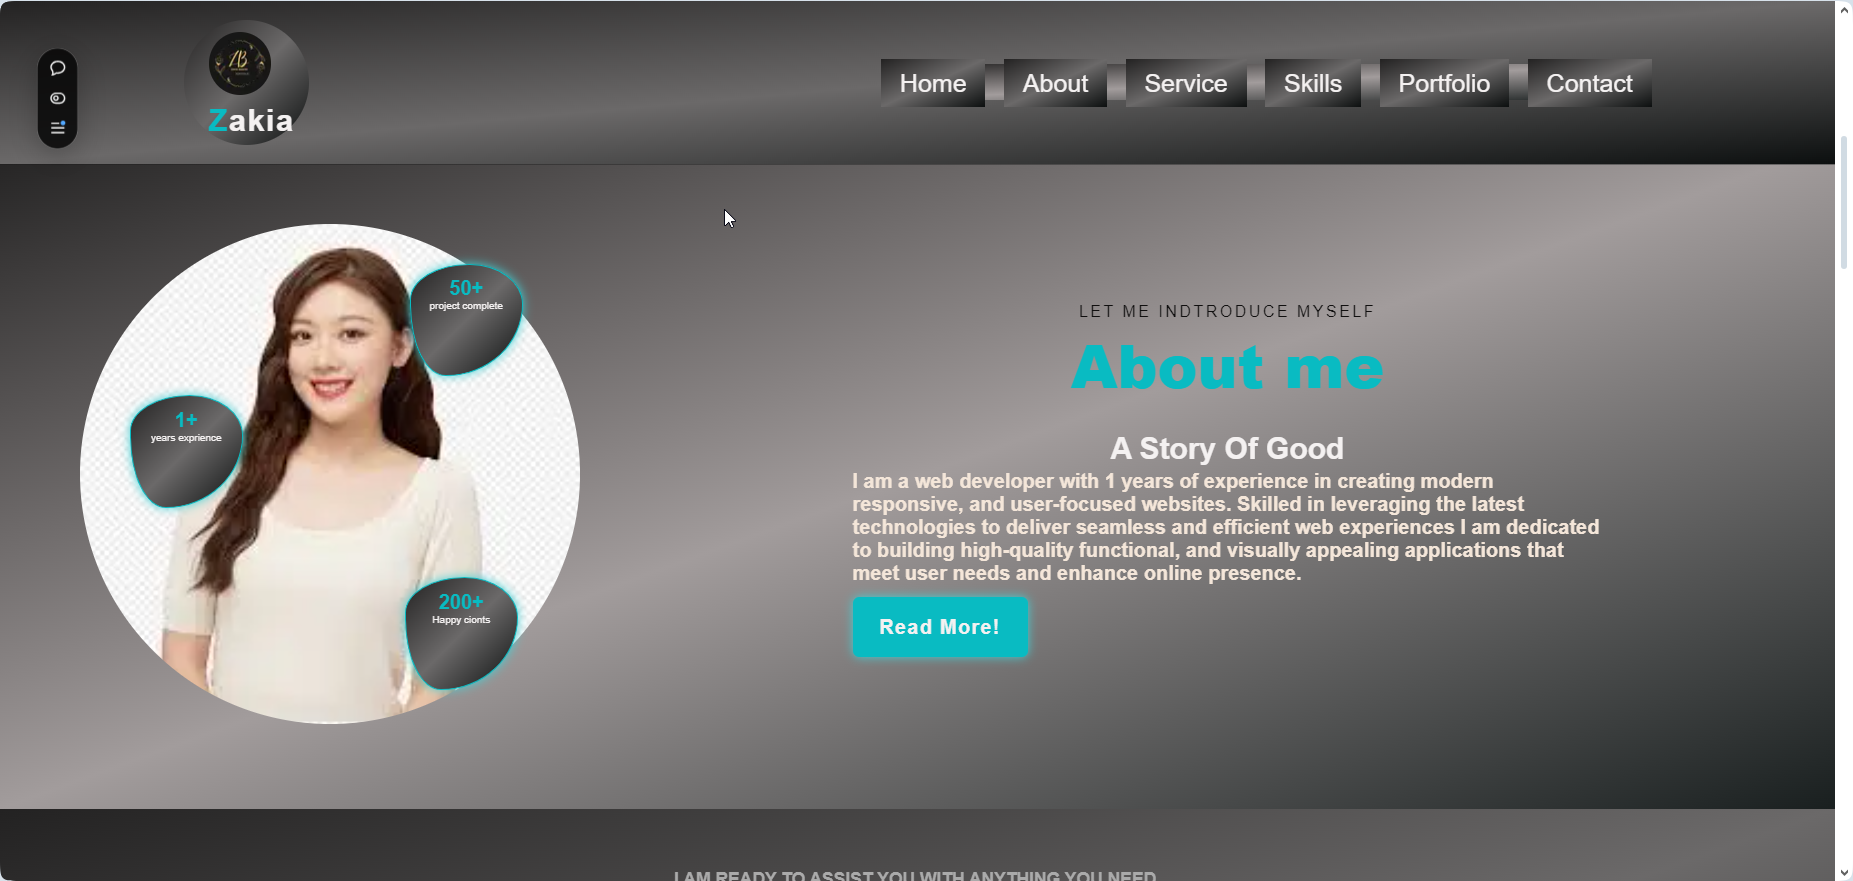 AB
Zakia
Home About Service Skills Portfolio Contact
50+
project complete
1+
years exprience
200+
Happy cionts
LET ME INDTRODUCE MYSELF
About me
A Story Of Good
I am a web developer with 1 years of experience in creating modern
responsive, and user-focused websites. Skilled in leveraging the latest
technologies to deliver seamless and efficient web experiences I am dedicated
to building high-quality functional, and visually appealing applications that
meet user needs and enhance online presence.
Read More!
I AM READY TO ASSIST YOU WITH ANYTHING YOU NEED